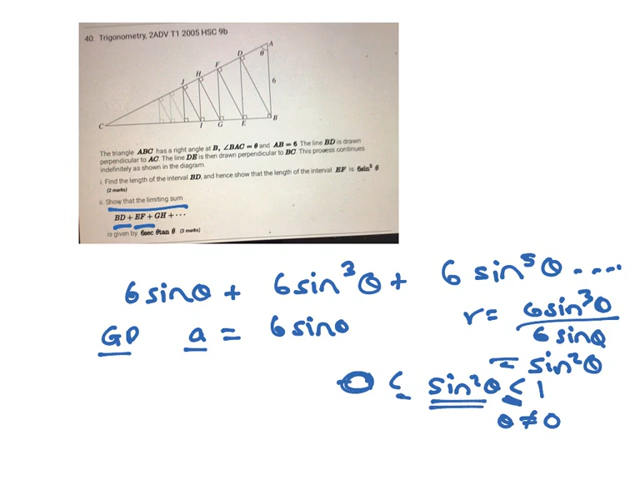 40. Trigonometry, 2ADV T1 2005 HSC 9b
A
D
θ
F
H
J
6
C
I
G
E
B
The triangle ABC has a right angle at B, ∠BAC = θ and AB = 6. The line BD is drawn
perpendicular to AC. The line DE is then drawn perpendicular to BC. This process continues
indefinitely as shown in the diagram.
i. Find the length of the interval BD, and hence show that the length of the interval EF is 6sin³ θ
(2 marks)
ii. Show that the limiting sum
BD + EF + GH + ···
is given by 6sec θtan θ (3 marks)
6 sinθ + 6 sin³θ + 6 sin⁵θ .....
GP a = 6 sinθ r = 6sin³θ / 6 sinθ
= sin²θ
0 < sin²θ < 1
θ ≠ 0